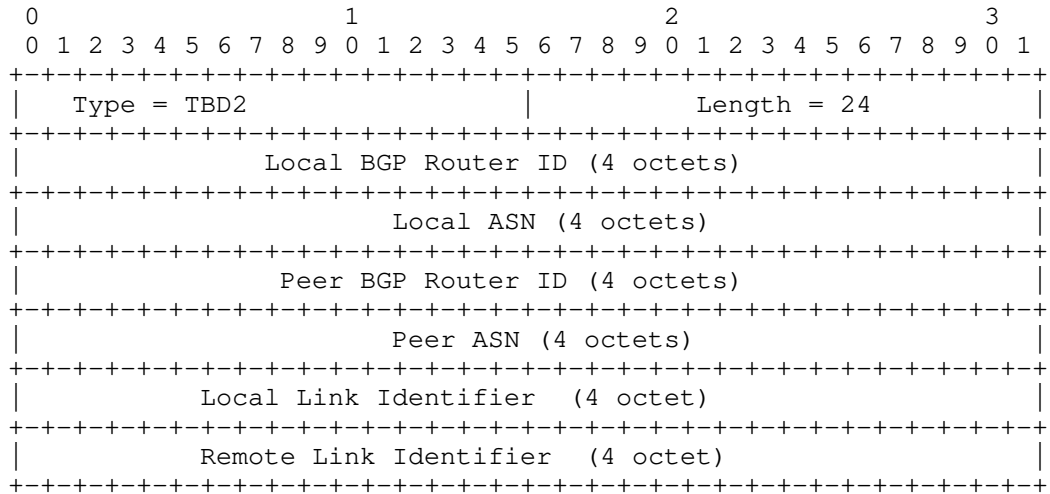 0                   1                   2                   3
0 1 2 3 4 5 6 7 8 9 0 1 2 3 4 5 6 7 8 9 0 1 2 3 4 5 6 7 8 9 0 1
+-+-+-+-+-+-+-+-+-+-+-+-+-+-+-+-+-+-+-+-+-+-+-+-+-+-+-+-+-+-+-+-+
|   Type = TBD2                 |          Length = 24          |
+-+-+-+-+-+-+-+-+-+-+-+-+-+-+-+-+-+-+-+-+-+-+-+-+-+-+-+-+-+-+-+-+
|               Local BGP Router ID (4 octets)                  |
+-+-+-+-+-+-+-+-+-+-+-+-+-+-+-+-+-+-+-+-+-+-+-+-+-+-+-+-+-+-+-+-+
|                       Local ASN (4 octets)                    |
+-+-+-+-+-+-+-+-+-+-+-+-+-+-+-+-+-+-+-+-+-+-+-+-+-+-+-+-+-+-+-+-+
|                Peer BGP Router ID (4 octets)                  |
+-+-+-+-+-+-+-+-+-+-+-+-+-+-+-+-+-+-+-+-+-+-+-+-+-+-+-+-+-+-+-+-+
|                       Peer ASN (4 octets)                     |
+-+-+-+-+-+-+-+-+-+-+-+-+-+-+-+-+-+-+-+-+-+-+-+-+-+-+-+-+-+-+-+-+
|           Local Link Identifier  (4 octet)                    |
+-+-+-+-+-+-+-+-+-+-+-+-+-+-+-+-+-+-+-+-+-+-+-+-+-+-+-+-+-+-+-+-+
|           Remote Link Identifier  (4 octet)                   |
+-+-+-+-+-+-+-+-+-+-+-+-+-+-+-+-+-+-+-+-+-+-+-+-+-+-+-+-+-+-+-+-+